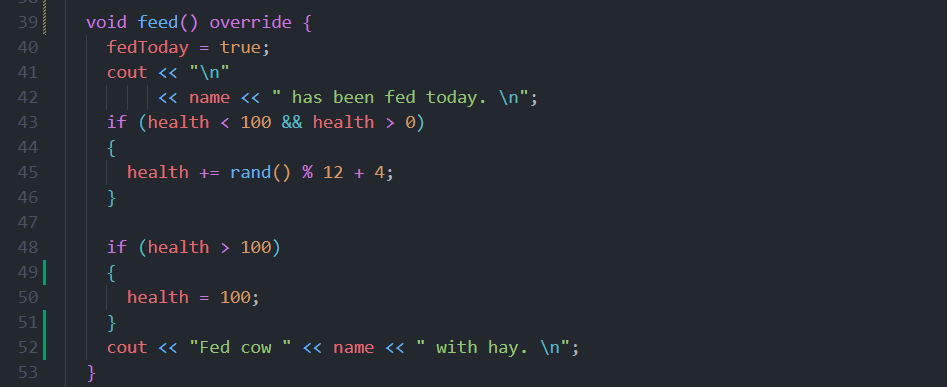 39 void feed() override {
40 fedToday = true;
41 cout << "\n"
42 << name << " has been fed today. \n";
43 if (health < 100 && health > 0)
44 {
45 health += rand() % 12 + 4;
46 }
47
48 if (health > 100)
49 {
50 health = 100;
51 }
52 cout << "Fed cow " << name << " with hay. \n";
53 }